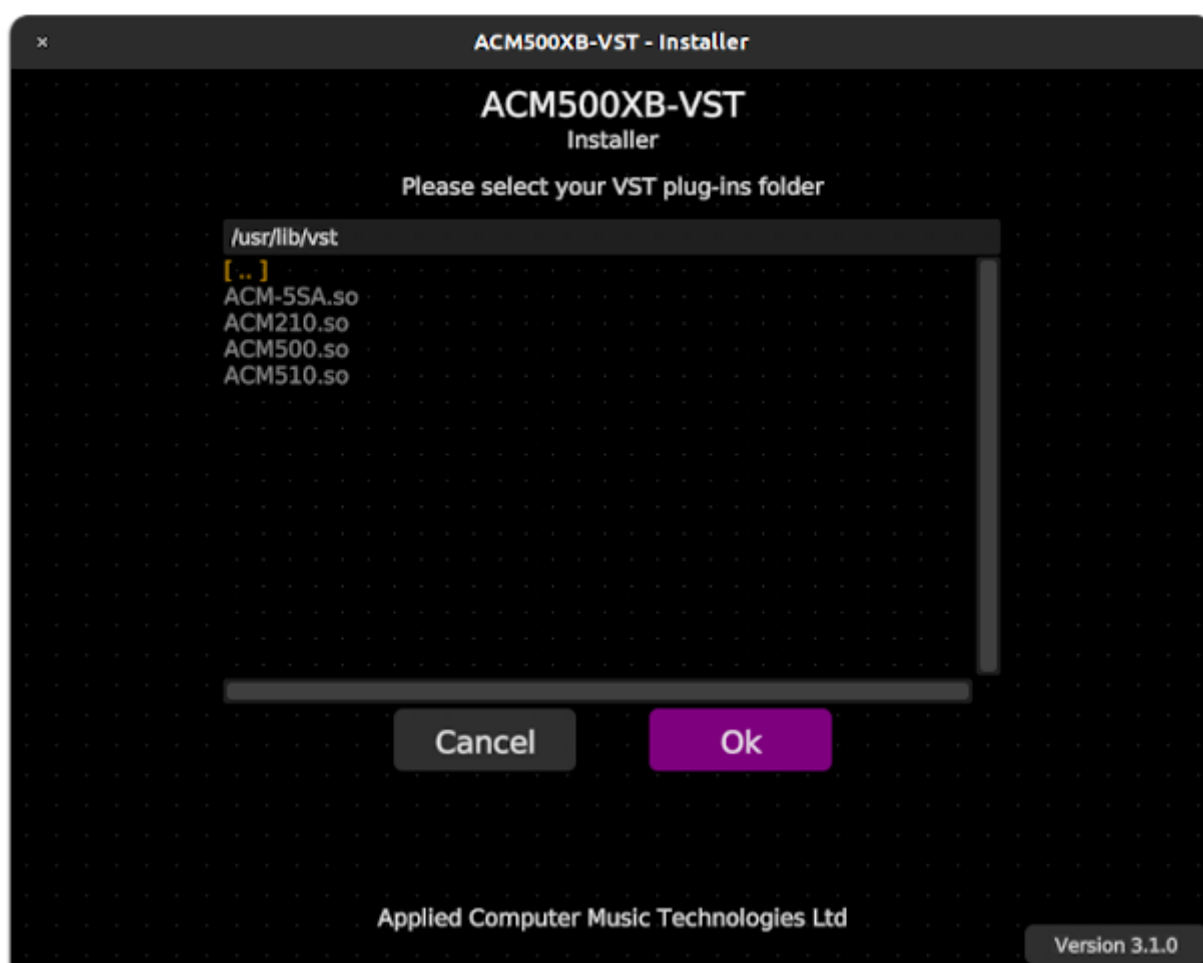 × ACM500XB-VST - Installer
ACM500XB-VST
Installer
Please select your VST plug-ins folder
/usr/lib/vst
[ .. ]
ACM-5SA.so
ACM210.so
ACM500.so
ACM510.so
Cancel Ok
Applied Computer Music Technologies Ltd
Version 3.1.0